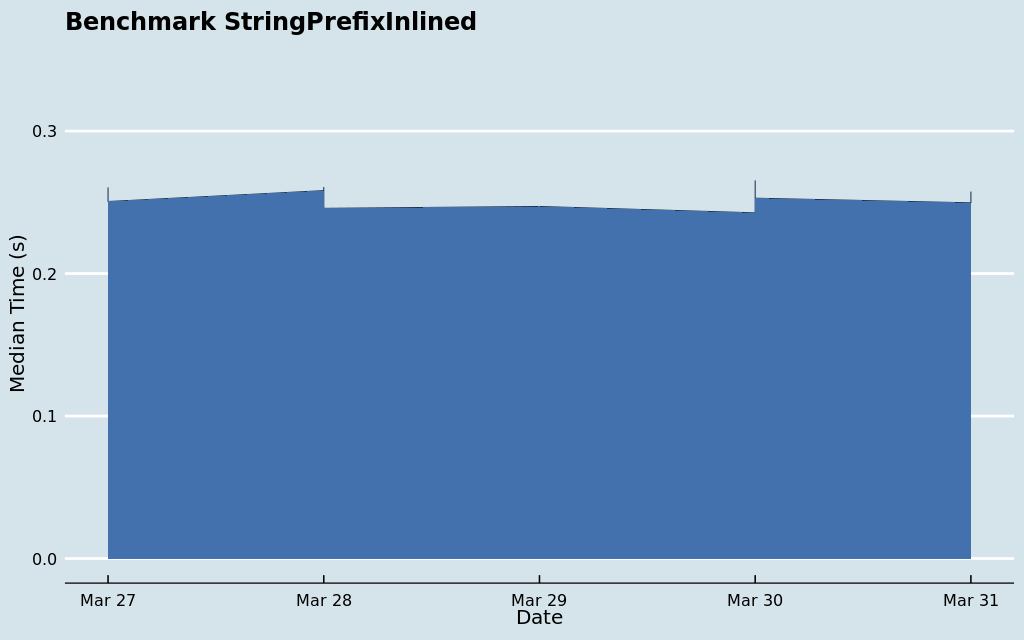 Benchmark StringPrefixInlined
Median Time (s)
0.3
0.2
0.1
0.0
Mar 27 Mar 28 Mar 29 Mar 30 Mar 31
Date